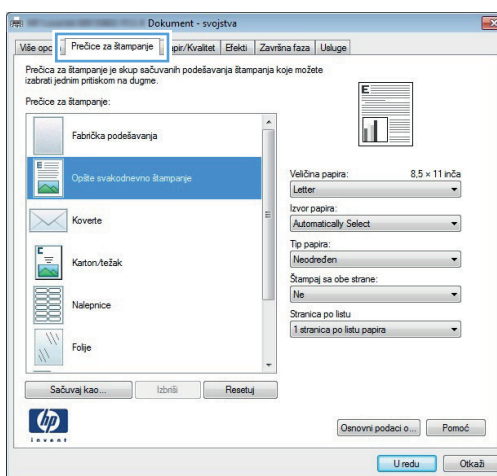 Dokument - svojstva
Više opc
Prečice za štampanje
pir/Kvalitet
Efekti
Završna faza
Usluge
Prečica za štampanje je skup sačuvanih podešavanja štampanja koje možete
izabrati jednim pritiskom na dugme.
Prečice za štampanje:
Fabrička podešavanja
Opšte svakodnevno štampanje
Koverte
Karton/težak
Nalepnice
Folije
Sačuvaj kao...
Izbriši
Resetuj
E
Veličina papira: 8,5 × 11 inča
Letter
Izvor papira:
Automatically Select
Tip papira:
Neodređen
Štampaj sa obe strane:
Ne
Stranica po listu
1 stranica po listu papira
hp
invent
Osnovni podaci o...
Pomoć
U redu
Otkaži